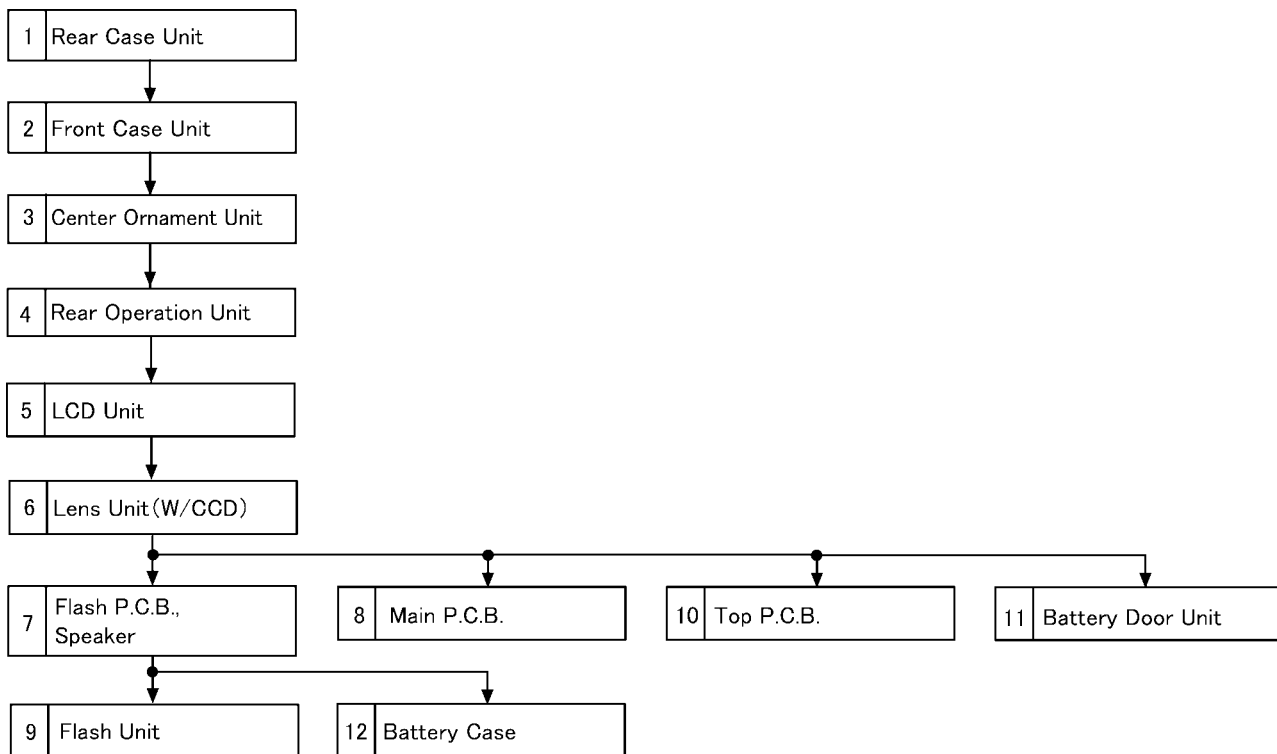 1 Rear Case Unit
2 Front Case Unit
3 Center Ornament Unit
4 Rear Operation Unit
5 LCD Unit
6 Lens Unit(W/CCD)
7 Flash P.C.B.,
Speaker
8 Main P.C.B.
10 Top P.C.B.
11 Battery Door Unit
9 Flash Unit
12 Battery Case